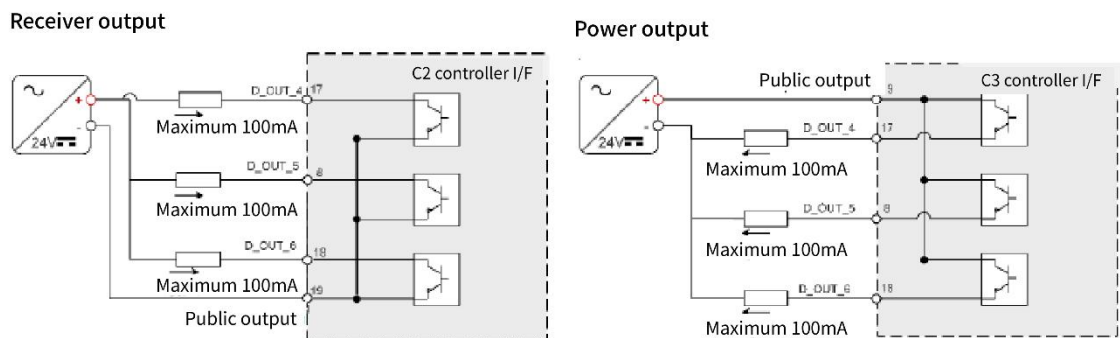 Receiver output
Power output
C2 controller I/F
D_OUT_4
17
Maximum 100mA
24V
+
-
D_OUT_5
8
Maximum 100mA
D_OUT_6
18
Maximum 100mA
19
Public output
Public output
9
C3 controller I/F
D_OUT_4
17
Maximum 100mA
24V
+
-
D_OUT_5
8
Maximum 100mA
D_OUT_6
18
Maximum 100mA